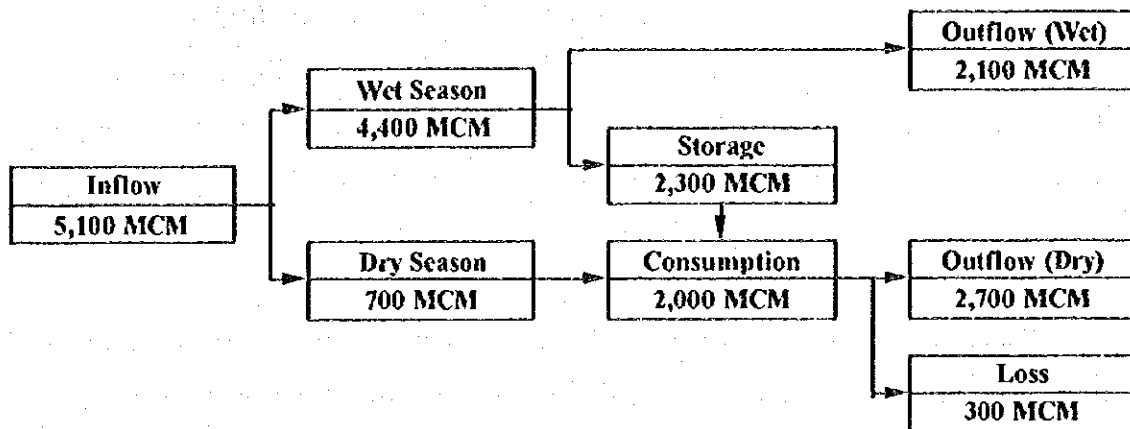 Outflow (Wet)
2,100 MCM
Wet Season
4,400 MCM
Storage
2,300 MCM
Inflow
5,100 MCM
Dry Season
700 MCM
Consumption
2,000 MCM
Outflow (Dry)
2,700 MCM
Loss
300 MCM